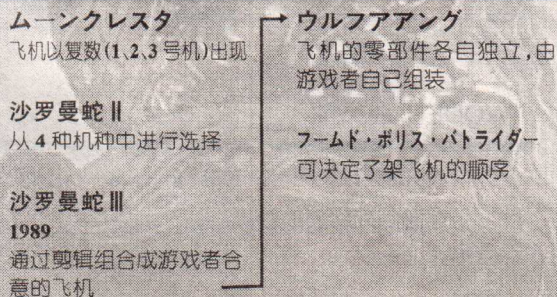 ムーンクレスタ
飞机以复数(1、2、3号机)出现
沙罗曼蛇Ⅱ
从4种机种中进行选择
沙罗曼蛇Ⅲ
1989
通过剪辑组合成游戏者合
意的飞机
ウルフアアング
飞机的零部件各自独立,由
游戏者自己组装
フームド・ポリス・バトライダー
可决定了架飞机的顺序